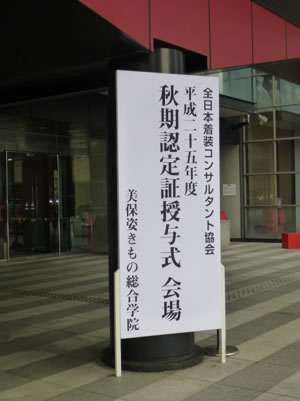 全日本着装コンサルタント協会
平成二十五年度
秋期認定証授与式 会場
美保姿きもの総合学院